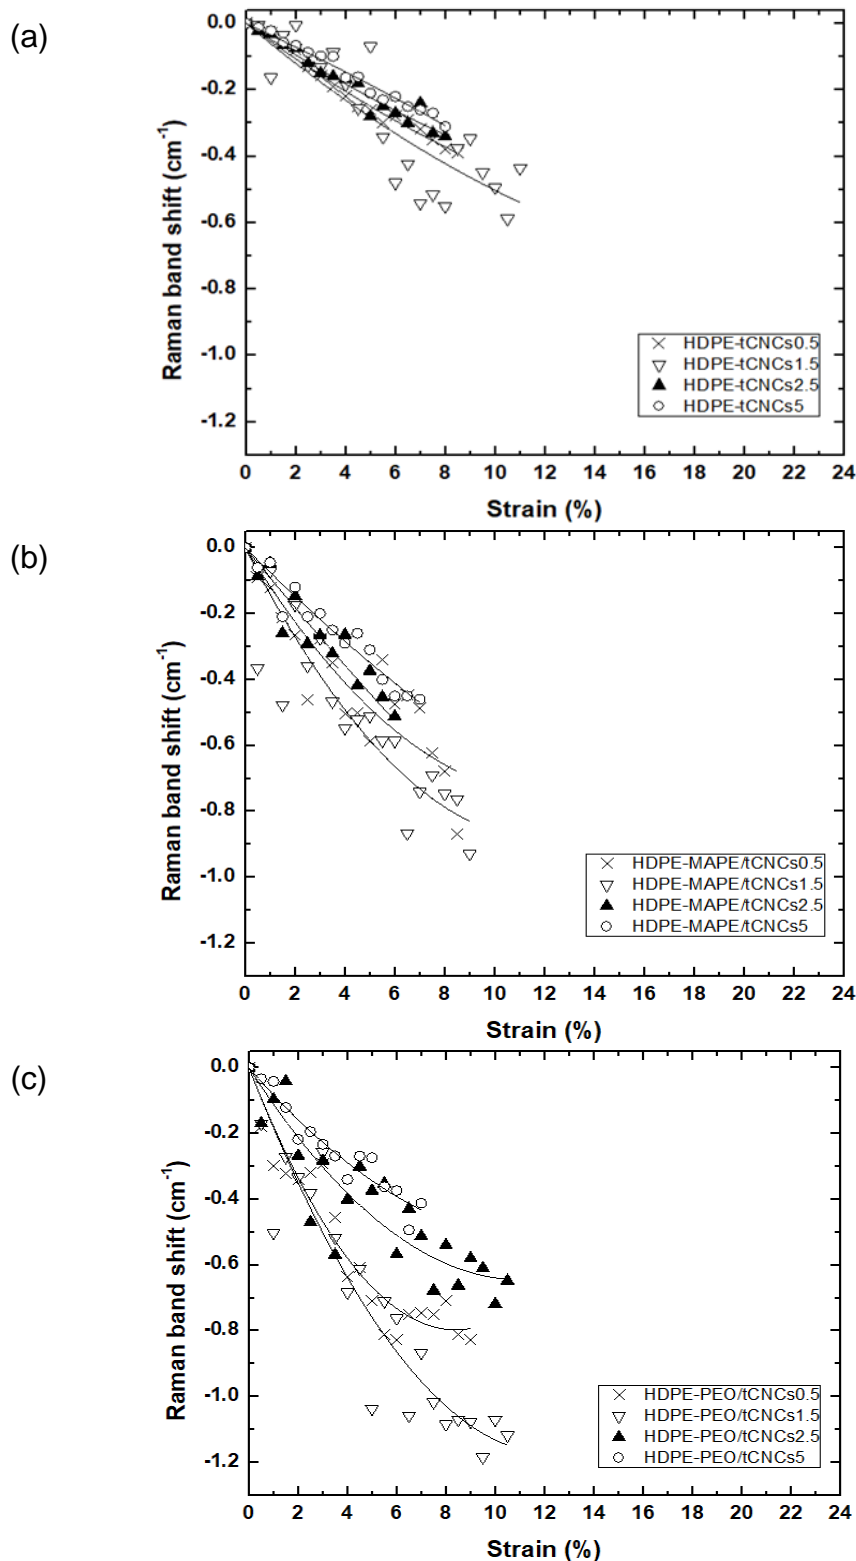 (a)
0.0
-0.2
-0.4
-0.6
-0.8
-1.0
-1.2
Raman band shift (cm-1)
HDPE-tCNCs0.5
HDPE-tCNCs1.5
HDPE-tCNCs2.5
HDPE-tCNCs5
0 2 4 6 8 10 12 14 16 18 20 22 24
Strain (%)
(b)
0.0
-0.2
-0.4
-0.6
-0.8
-1.0
-1.2
Raman band shift (cm-1)
HDPE-MAPE/tCNCs0.5
HDPE-MAPE/tCNCs1.5
HDPE-MAPE/tCNCs2.5
HDPE-MAPE/tCNCs5
0 2 4 6 8 10 12 14 16 18 20 22 24
Strain (%)
(c)
0.0
-0.2
-0.4
-0.6
-0.8
-1.0
-1.2
Raman band shift (cm-1)
HDPE-PEO/tCNCs0.5
HDPE-PEO/tCNCs1.5
HDPE-PEO/tCNCs2.5
HDPE-PEO/tCNCs5
0 2 4 6 8 10 12 14 16 18 20 22 24
Strain (%)